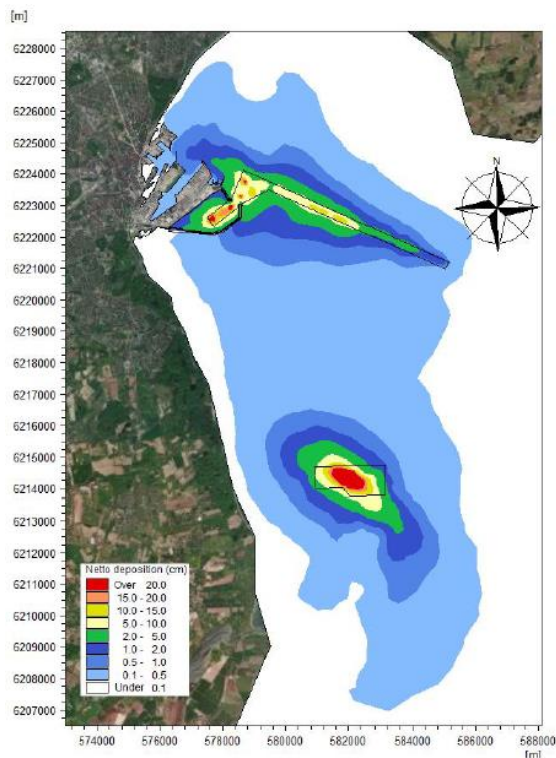 [m]
6228000
6227000
6226000
6225000
6224000
6223000
6222000
6221000
6220000
6219000
6218000
6217000
6216000
6215000
6214000
6213000
6212000
6211000
6210000
6209000
6208000
6207000
N
Netto deposition (cm)
Over 20.0
15.0 - 20.0
10.0 - 15.0
5.0 - 10.0
2.0 - 5.0
1.0 - 2.0
0.5 - 1.0
0.1 - 0.5
Under 0.1
574000 576000 578000 580000 582000 584000 586000 588000
[m]